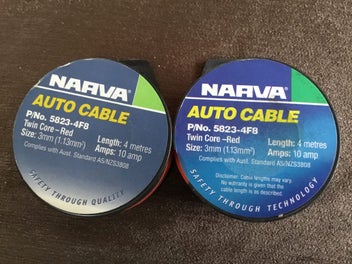 NARVA
AUTO CABLE
P/No. 5823-4F8
Twin Core-Red
Length: 4 metres
Size: 3mm (1.13mm²)
Amps: 10 amp
Complies with Aust. Standard AS/NZS3808
SAFETY THROUGH QUALITY
NARVA
AUTO CABLE
P/No. 5823-4F8
Twin Core-Red
Length: 4 metres
Size: 3mm (1.13mm²)
Amps: 10 amp
Complies with Aust. Standard AS/NZS3808
Disclaimer: Cable lengths may vary.
No warranty is given that the
cable length is as described.
SAFETY THROUGH TECHNOLOGY